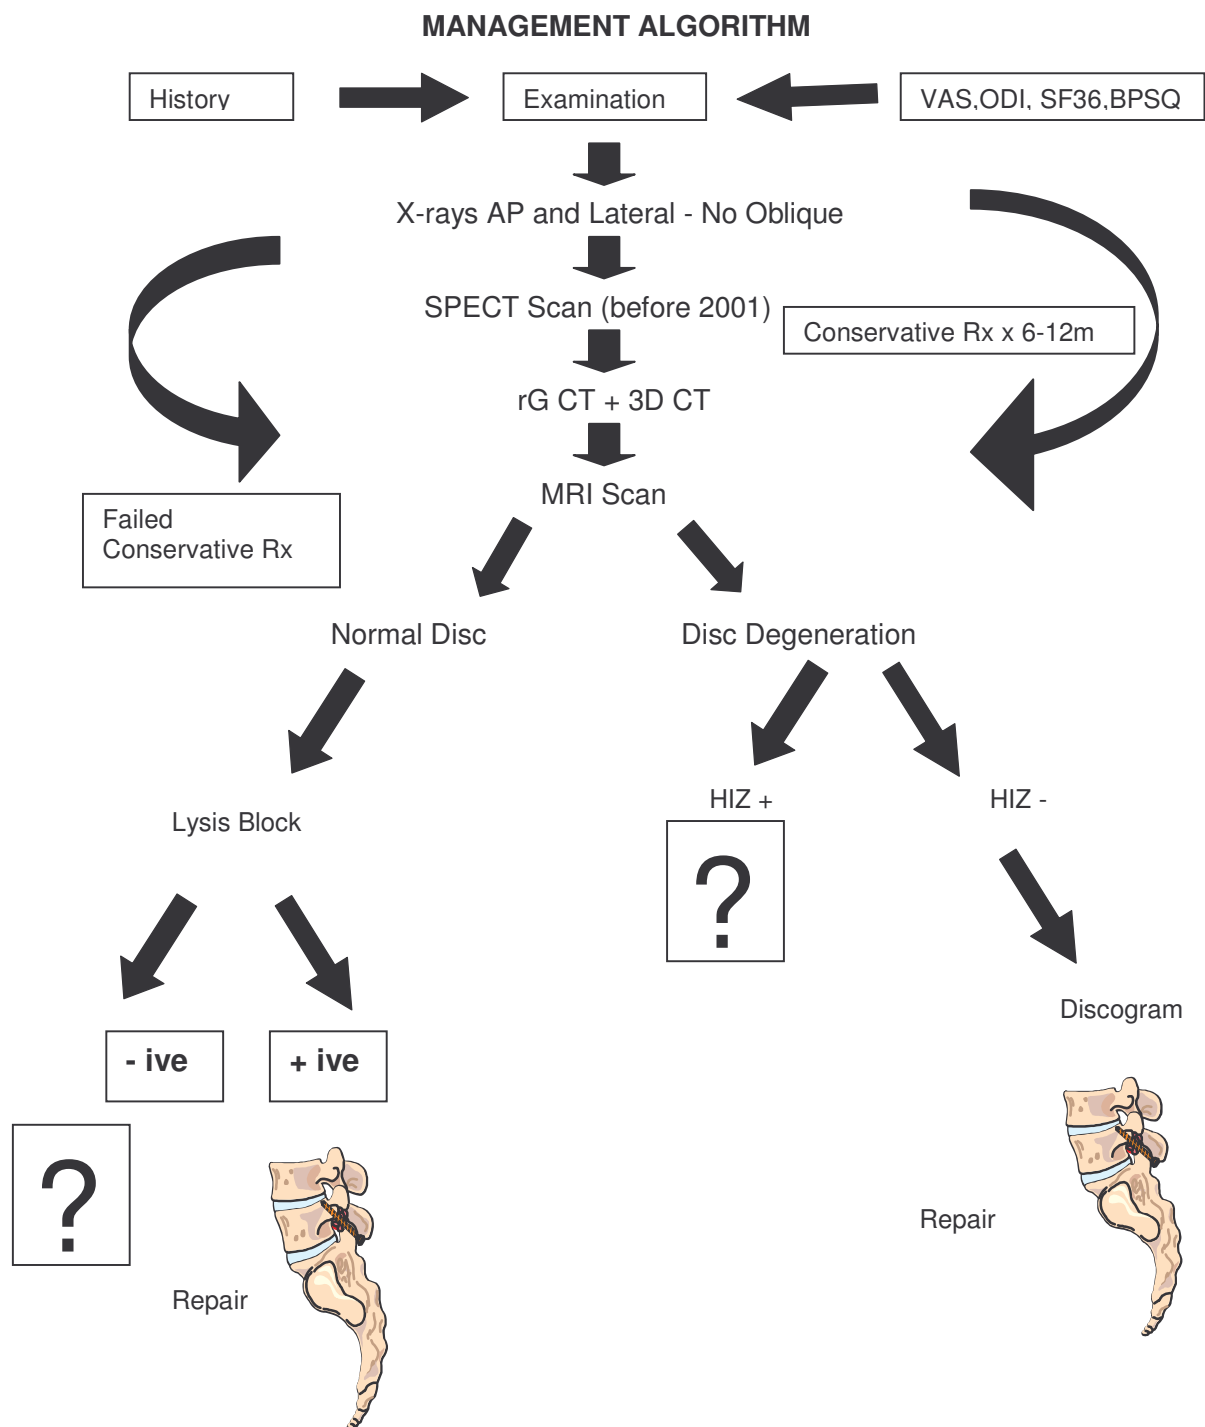 MANAGEMENT ALGORITHM
History
Examination
VAS,ODI, SF36,BPSQ
X-rays AP and Lateral - No Oblique
SPECT Scan (before 2001)
Conservative Rx x 6-12m
rG CT + 3D CT
MRI Scan
Failed
Conservative Rx
Normal Disc
Disc Degeneration
HIZ +
HIZ -
Lysis Block
?
Discogram
- ive
+ ive
?
Repair
Repair